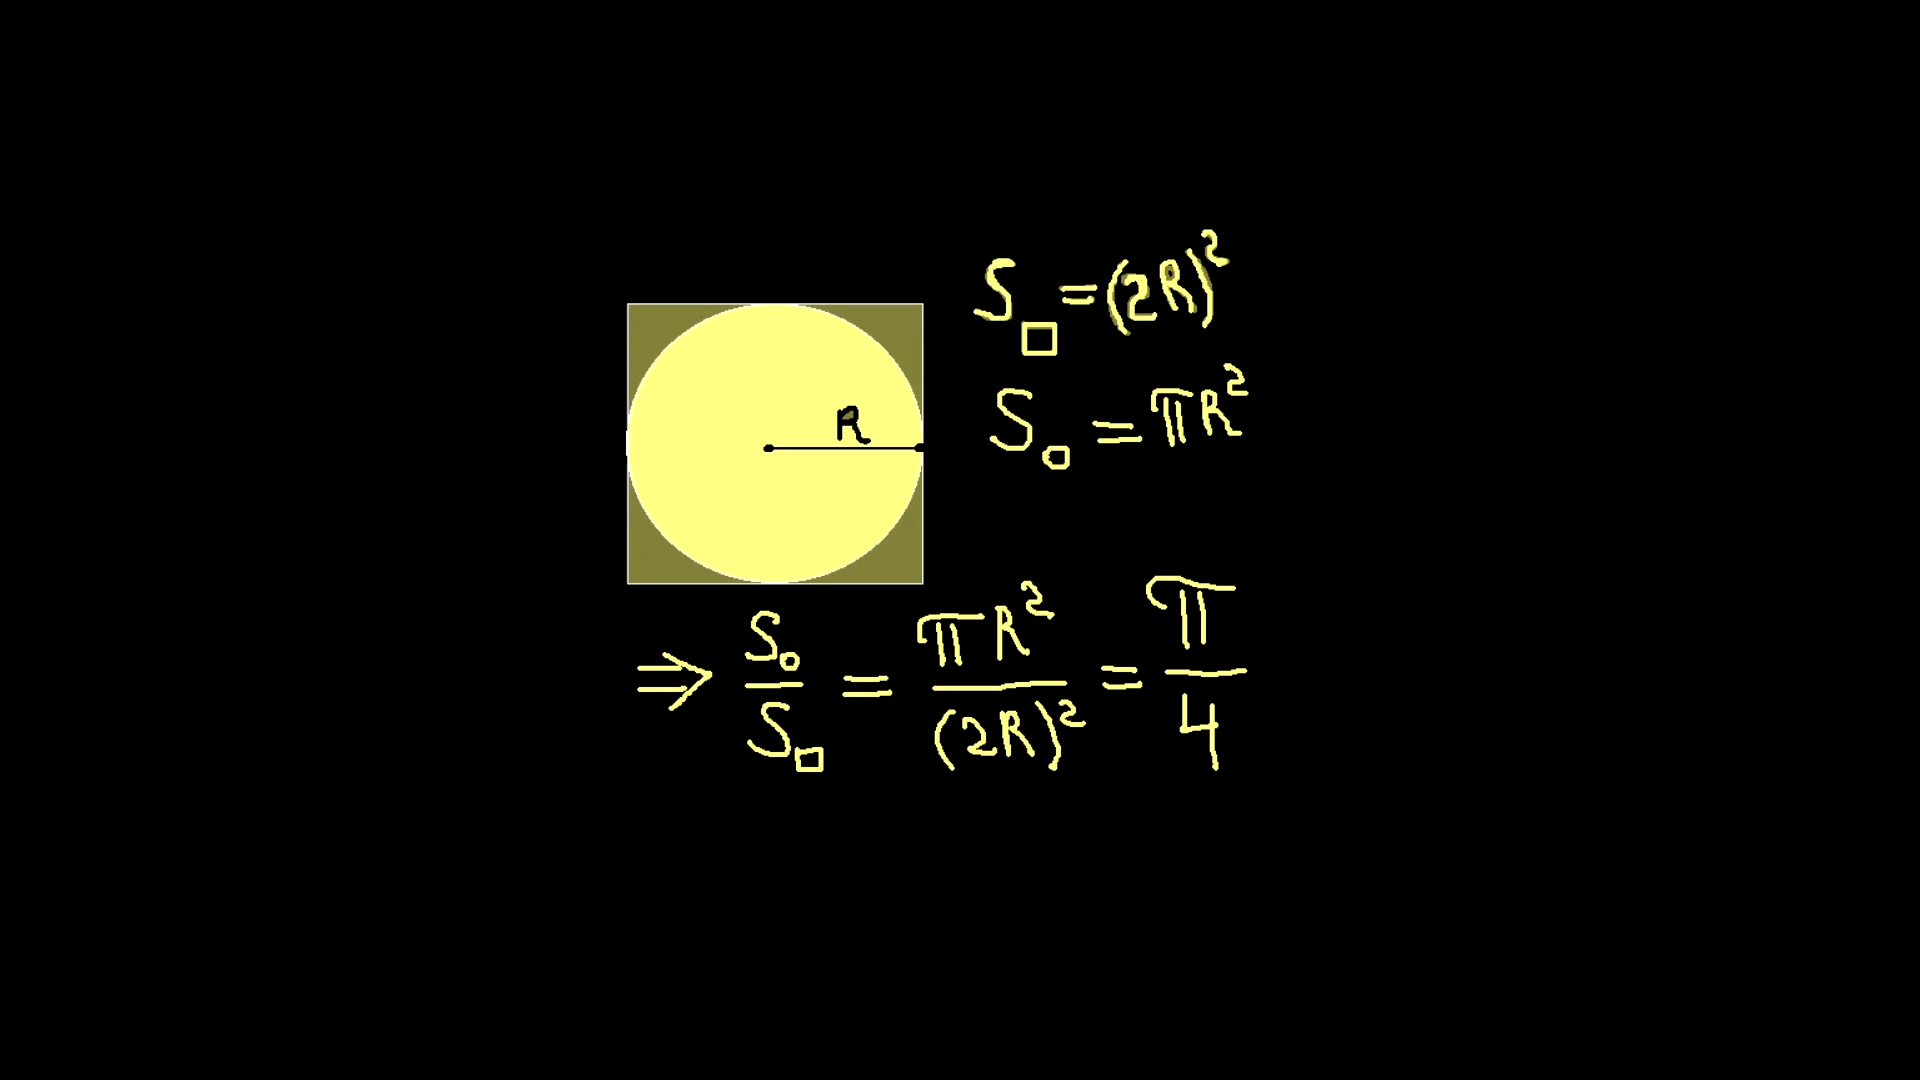 S□ = (2R)²
R
S○ = πR²
⇒ S○/S□ = πR²/(2R)² = π/4